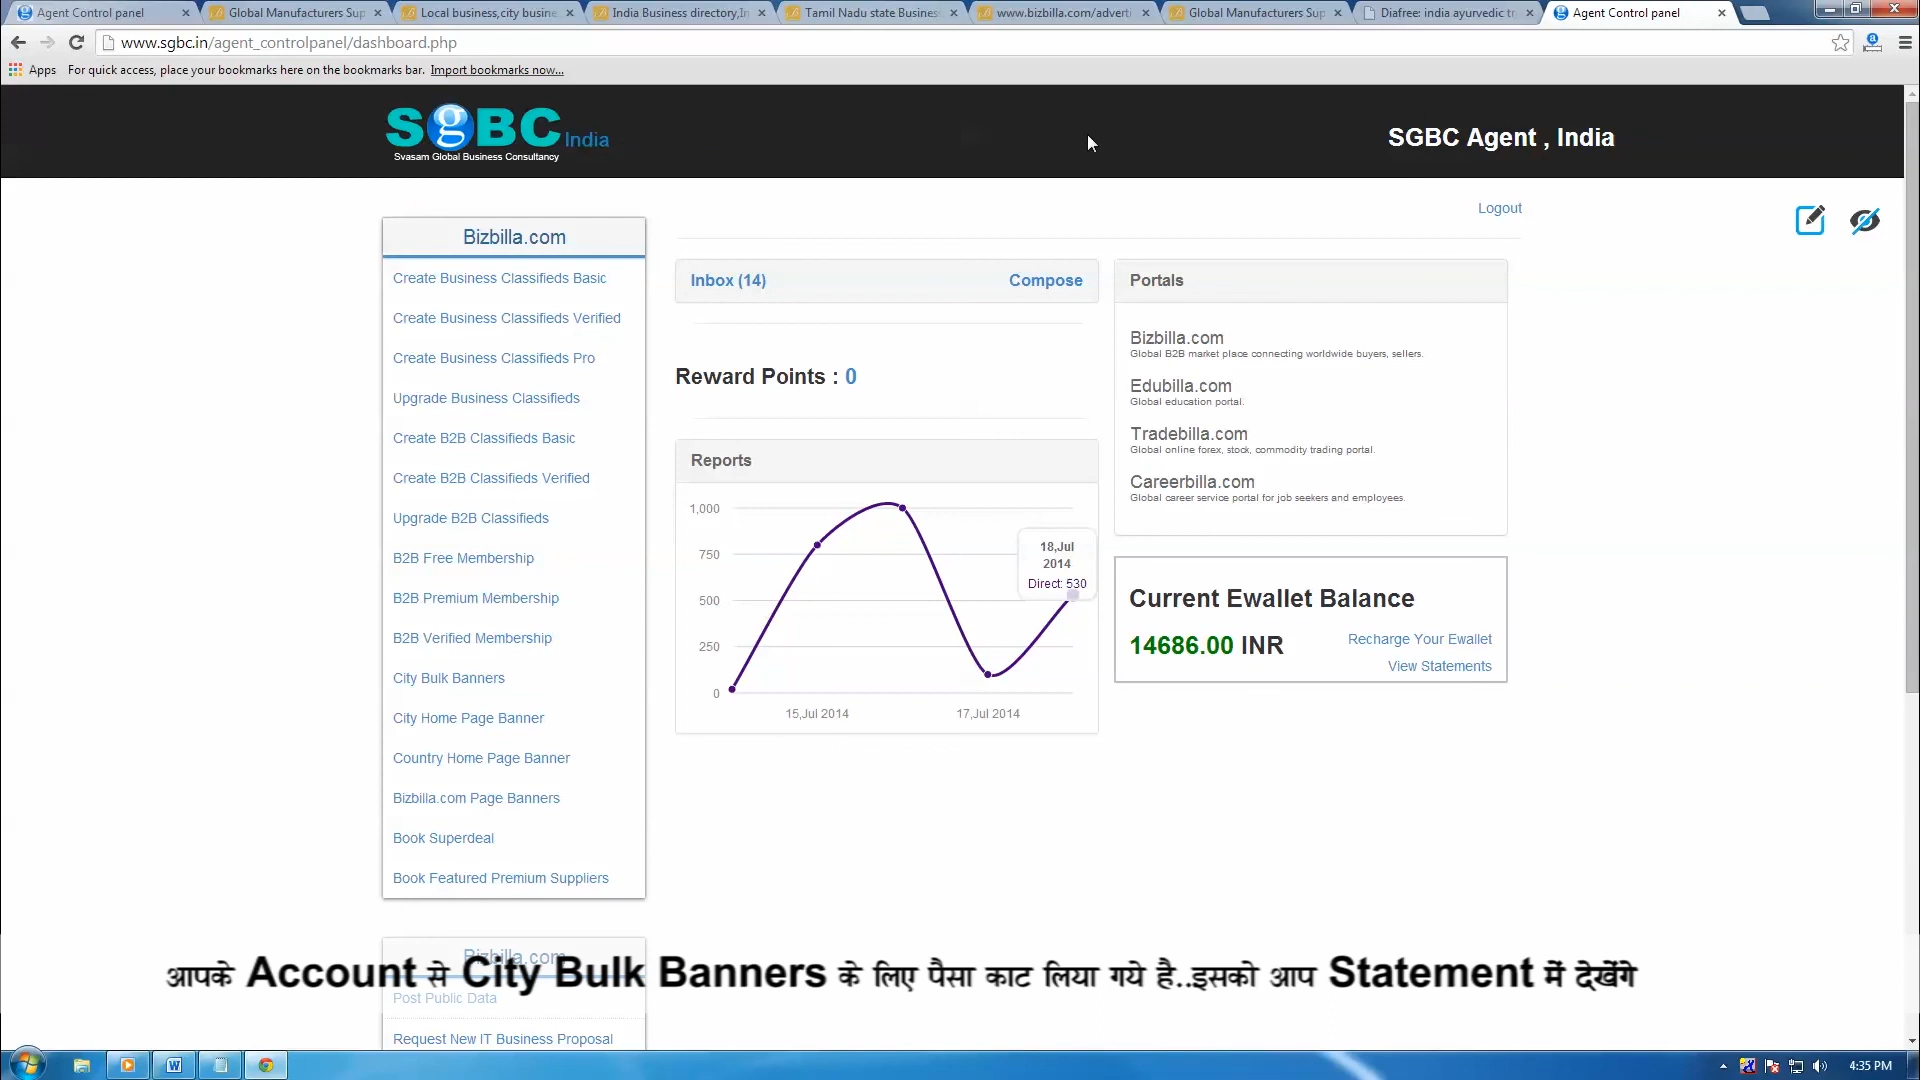 Agent Control panel
Global Manufacturers Sup
Local business,city busine
India Business directory,In
Tamil Nadu state Business
www.bizbilla.com/adverti
Global Manufacturers Sup
Diafree: india ayurvedic tr
Agent Control panel
www.sgbc.in/agent_controlpanel/dashboard.php
Apps For quick access, place your bookmarks here on the bookmarks bar. Import bookmarks now...
SgBC India
Svasam Global Business Consultancy
SGBC Agent , India
Logout
Bizbilla.com
Create Business Classifieds Basic
Create Business Classifieds Verified
Create Business Classifieds Pro
Upgrade Business Classifieds
Create B2B Classifieds Basic
Create B2B Classifieds Verified
Upgrade B2B Classifieds
B2B Free Membership
B2B Premium Membership
B2B Verified Membership
City Bulk Banners
City Home Page Banner
Country Home Page Banner
Bizbilla.com Page Banners
Book Superdeal
Book Featured Premium Suppliers
Inbox (14) Compose
Reward Points : 0
Reports
1,000
750
500
250
0
15,Jul 2014 17,Jul 2014
18,Jul
2014
Direct: 530
Portals
Bizbilla.com
Global B2B market place connecting worldwide buyers, sellers.
Edubilla.com
Global education portal.
Tradebilla.com
Global online forex, stock, commodity trading portal.
Careerbilla.com
Global career service portal for job seekers and employees.
Current Ewallet Balance
14686.00 INR
Recharge Your Ewallet
View Statements
Bizbilla.com
आपके Account से City Bulk Banners के लिए पैसा काट लिया गये है..इसको आप Statement में देखेंगे
Post Public Data
Request New IT Business Proposal
4:35 PM